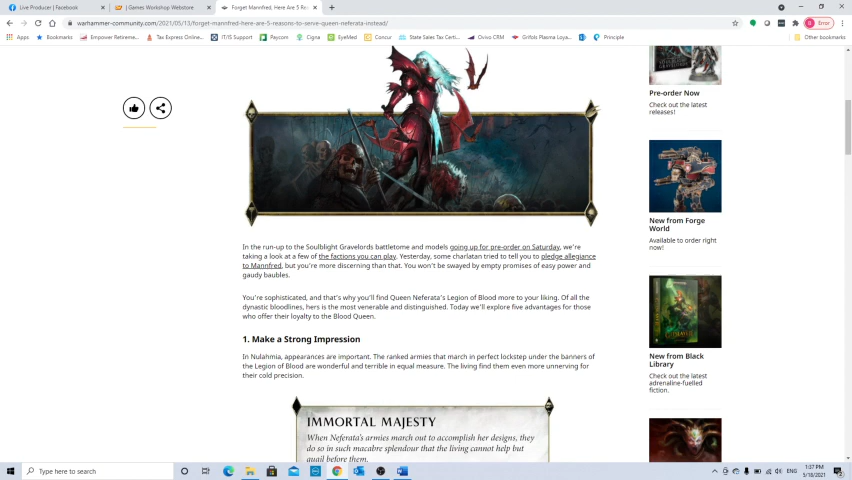 Live Producer | Facebook
| Games Workshop Webstore
Forget Mannfred, Here Are 5 Reas
warhammer-community.com/2021/05/13/forget-mannfred-here-are-5-reasons-to-serve-queen-neferata-instead/
Error
Apps
Bookmarks
Empower Retireme...
Tax Express Online...
IT/IS Support
Paycom
Cigna
EyeMed
Concur
State Sales Tax Certi...
Ovivo CRM
Grifols Plasma Loya...
Principle
Other bookmarks
Pre-order Now
Check out the latest
releases!
New from Forge
World
Available to order right
now!
In the run-up to the Soulblight Gravelords battletome and models going up for pre-order on Saturday, we're
taking a look at a few of the factions you can play. Yesterday, some charlatan tried to tell you to pledge allegiance
to Mannfred, but you're more discerning than that. You won't be swayed by empty promises of easy power and
gaudy baubles.
You're sophisticated, and that's why you'll find Queen Neferata's Legion of Blood more to your liking. Of all the
dynastic bloodlines, hers is the most venerable and distinguished. Today we'll explore five advantages for those
who offer their loyalty to the Blood Queen.
1. Make a Strong Impression
In Nulahmia, appearances are important. The ranked armies that march in perfect lockstep under the banners of
the Legion of Blood are wonderful and terrible in equal measure. The living find them even more unnerving for
their cold precision.
New from Black
Library
Check out the latest
adrenaline-fuelled
fiction.
IMMORTAL MAJESTY
When Neferata's armies march out to accomplish her designs, they
do so in such macabre splendour that the living cannot help but
quail before them.
Type here to search
ENG
1:37 PM
5/18/2021